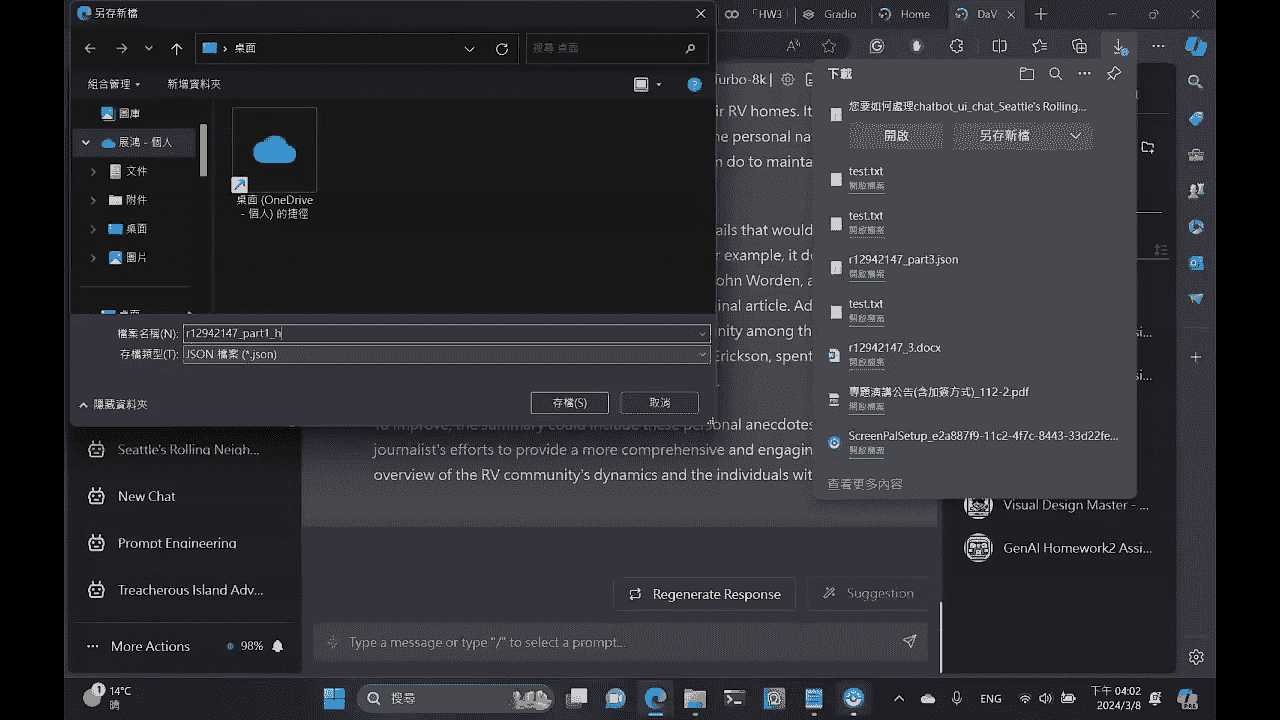 另存新檔
「HW3
Gradio
Home
DaV
桌面
搜尋 桌面
組合管理
新增資料夾
圖庫
展鴻 - 個人
文件
附件
桌面
圖片
桌面 (OneDrive
- 個人) 的捷徑
檔案名稱(N):
r12942147_part1_h
存檔類型(T):
JSON 檔案 (*.json)
隱藏資料夾
存檔(S)
取消
Turbo-8k |
ir RV homes. It
he personal na
m do to maintai
ails that would
r example, it d
ohn Worden, a
inal article. Ad
nity among th
Erickson, spent
To improve, the summary could include these personal anecdotes
journalist's efforts to provide a more comprehensive and engagin
overview of the RV community's dynamics and the individuals wit
下載
您要如何處理chatbot_ui_chat_Seattle's Rolling...
開啟
另存新檔
test.txt
開啟檔案
test.txt
開啟檔案
r12942147_part3.json
開啟檔案
test.txt
開啟檔案
r12942147_3.docx
開啟檔案
專題演講公告(含加簽方式)_112-2.pdf
開啟檔案
ScreenPalSetup_e2a887f9-11c2-4f7c-8443-33d22fe...
開啟檔案
查看更多內容
Seattle's Rolling Neigh...
New Chat
Prompt Engineering
Treacherous Island Adv...
More Actions
98%
Regenerate Response
Suggestion
Type a message or type "/" to select a prompt...
Visual Design Master - ...
GenAI Homework2 Assi...
1
14°C
晴
搜尋
ENG
下午 04:02
2024/3/8